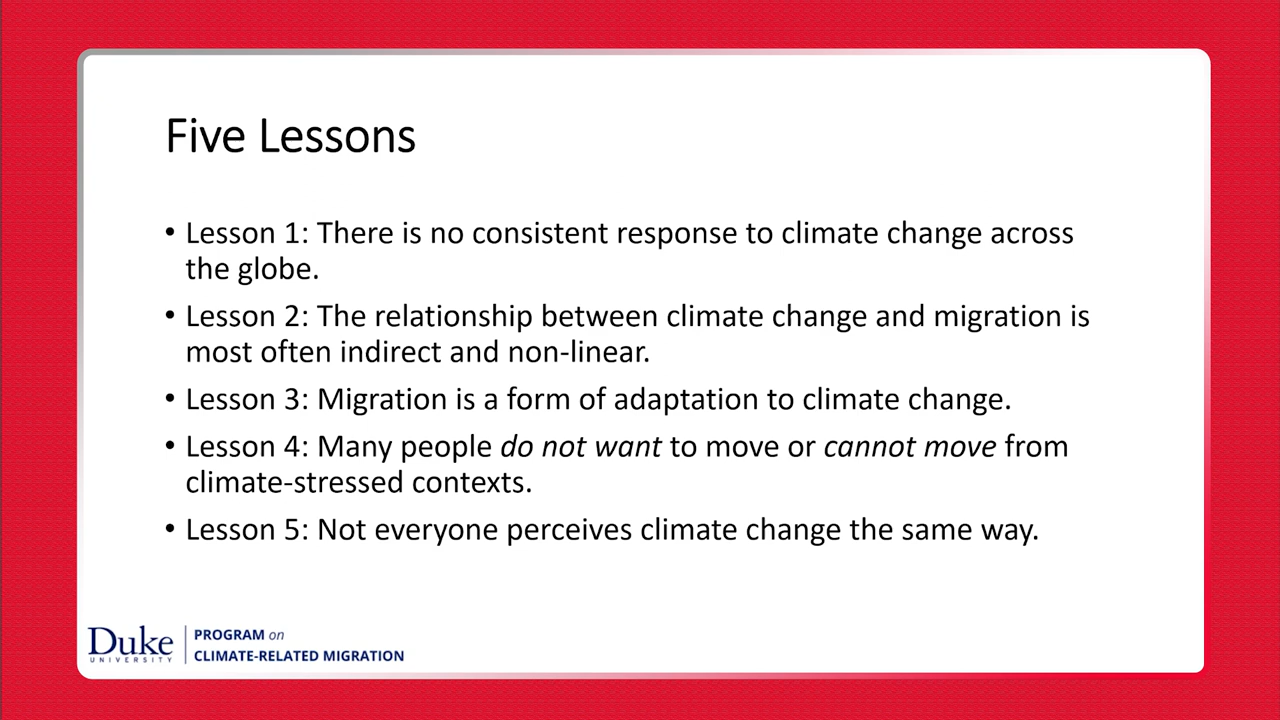 Five Lessons
• Lesson 1: There is no consistent response to climate change across
the globe.
• Lesson 2: The relationship between climate change and migration is
most often indirect and non-linear.
• Lesson 3: Migration is a form of adaptation to climate change.
• Lesson 4: Many people do not want to move or cannot move from
climate-stressed contexts.
• Lesson 5: Not everyone perceives climate change the same way.
Duke
UNIVERSITY
PROGRAM on
CLIMATE-RELATED MIGRATION